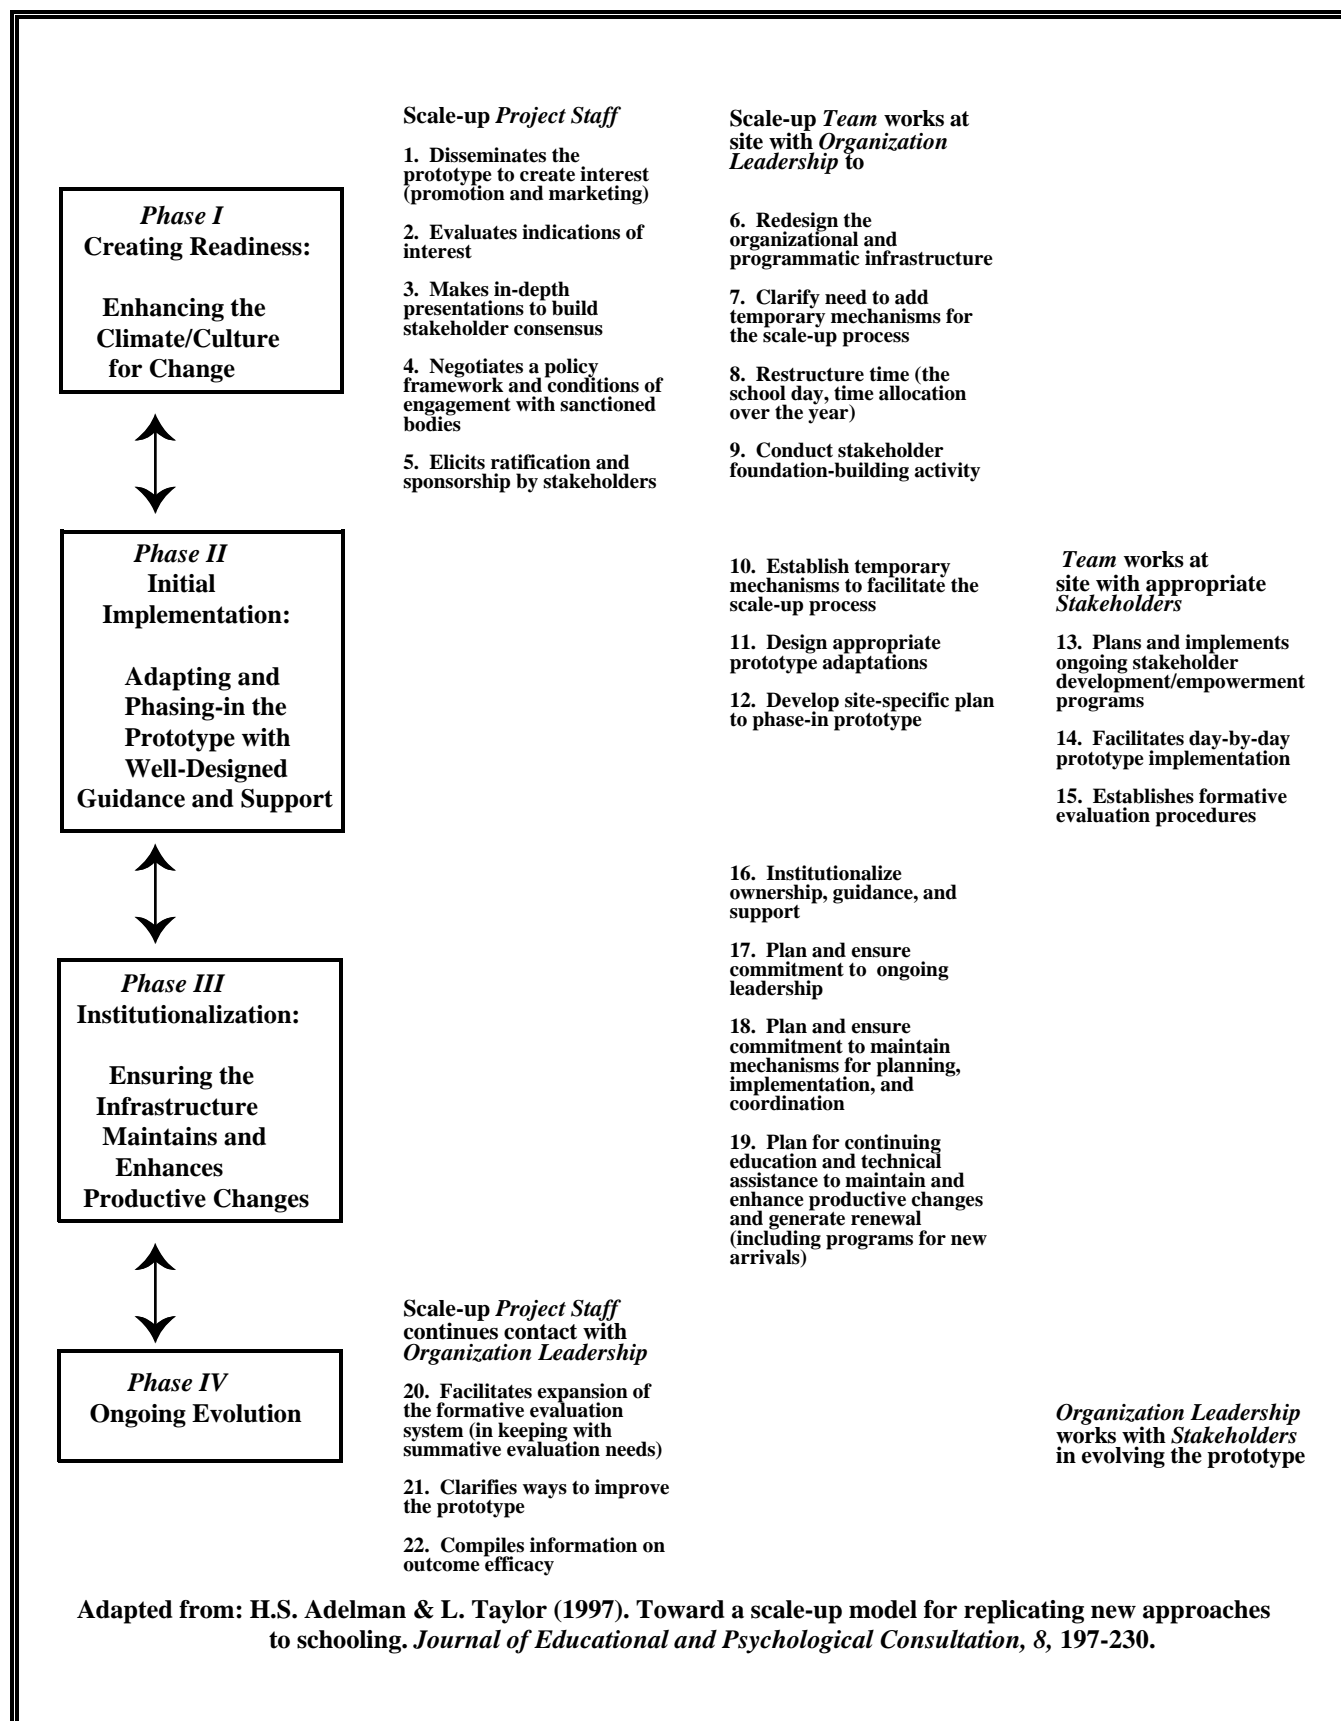 Scale-up Project Staff
1. Disseminates the
prototype to create interest
(promotion and marketing)
2. Evaluates indications of
interest
3. Makes in-depth
presentations to build
stakeholder consensus
4. Negotiates a policy
framework and conditions of
engagement with sanctioned
bodies
5. Elicits ratification and
sponsorship by stakeholders
Scale-up Team works at
site with Organization
Leadership to
6. Redesign the
organizational and
programmatic infrastructure
7. Clarify need to add
temporary mechanisms for
the scale-up process
8. Restructure time (the
school day, time allocation
over the year)
9. Conduct stakeholder
foundation-building activity
Phase I
Creating Readiness:
Enhancing the
Climate/Culture
for Change
Phase II
Initial
Implementation:
Adapting and
Phasing-in the
Prototype with
Well-Designed
Guidance and Support
10. Establish temporary
mechanisms to facilitate the
scale-up process
11. Design appropriate
prototype adaptations
12. Develop site-specific plan
to phase-in prototype
Team works at
site with appropriate
Stakeholders
13. Plans and implements
ongoing stakeholder
development/empowerment
programs
14. Facilitates day-by-day
prototype implementation
15. Establishes formative
evaluation procedures
Phase III
Institutionalization:
Ensuring the
Infrastructure
Maintains and
Enhances
Productive Changes
16. Institutionalize
ownership, guidance, and
support
17. Plan and ensure
commitment to ongoing
leadership
18. Plan and ensure
commitment to maintain
mechanisms for planning,
implementation, and
coordination
19. Plan for continuing
education and technical
assistance to maintain and
enhance productive changes
and generate renewal
(including programs for new
arrivals)
Phase IV
Ongoing Evolution
Scale-up Project Staff
continues contact with
Organization Leadership
20. Facilitates expansion of
the formative evaluation
system (in keeping with
summative evaluation needs)
21. Clarifies ways to improve
the prototype
22. Compiles information on
outcome efficacy
Organization Leadership
works with Stakeholders
in evolving the prototype
Adapted from: H.S. Adelman & L. Taylor (1997). Toward a scale-up model for replicating new approaches
to schooling. Journal of Educational and Psychological Consultation, 8, 197-230.